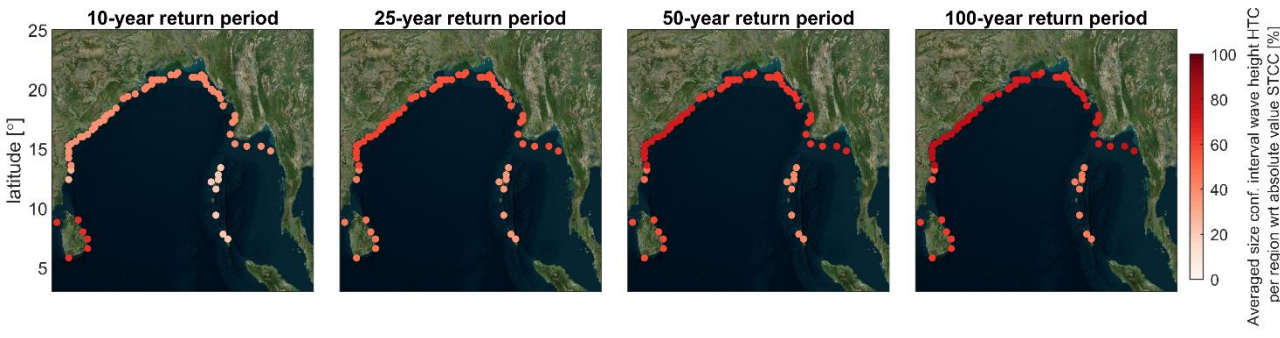 10-year return period
25-year return period
50-year return period
100-year return period
latitude [°]
25
20
15
10
5
100
80
60
40
20
0
Averaged size conf. interval wave height HTC
per region wrt absolute value STCC [%]